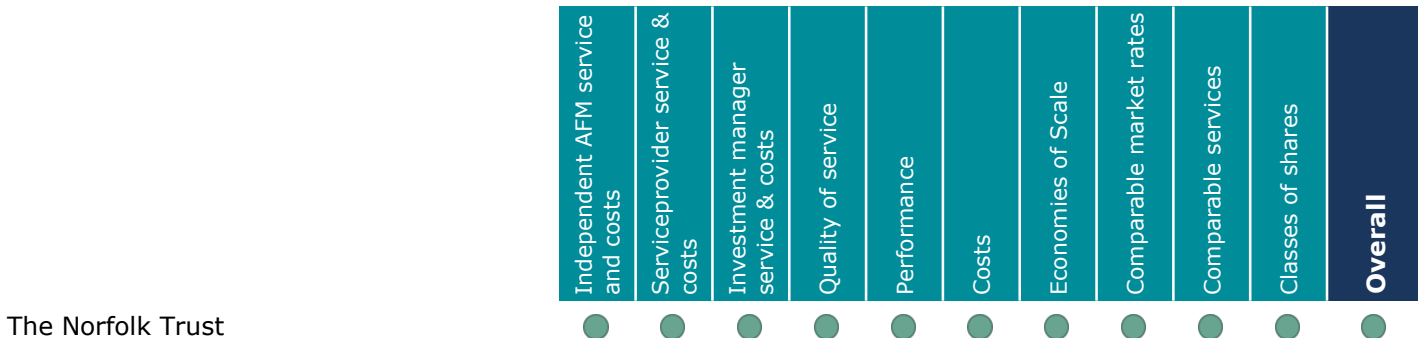 Independent AFM service
and costs
Serviceprovider service &
costs
Investment manager
service & costs
Quality of service
Performance
Costs
Economies of Scale
Comparable market rates
Comparable services
Classes of shares
Overall
The Norfolk Trust